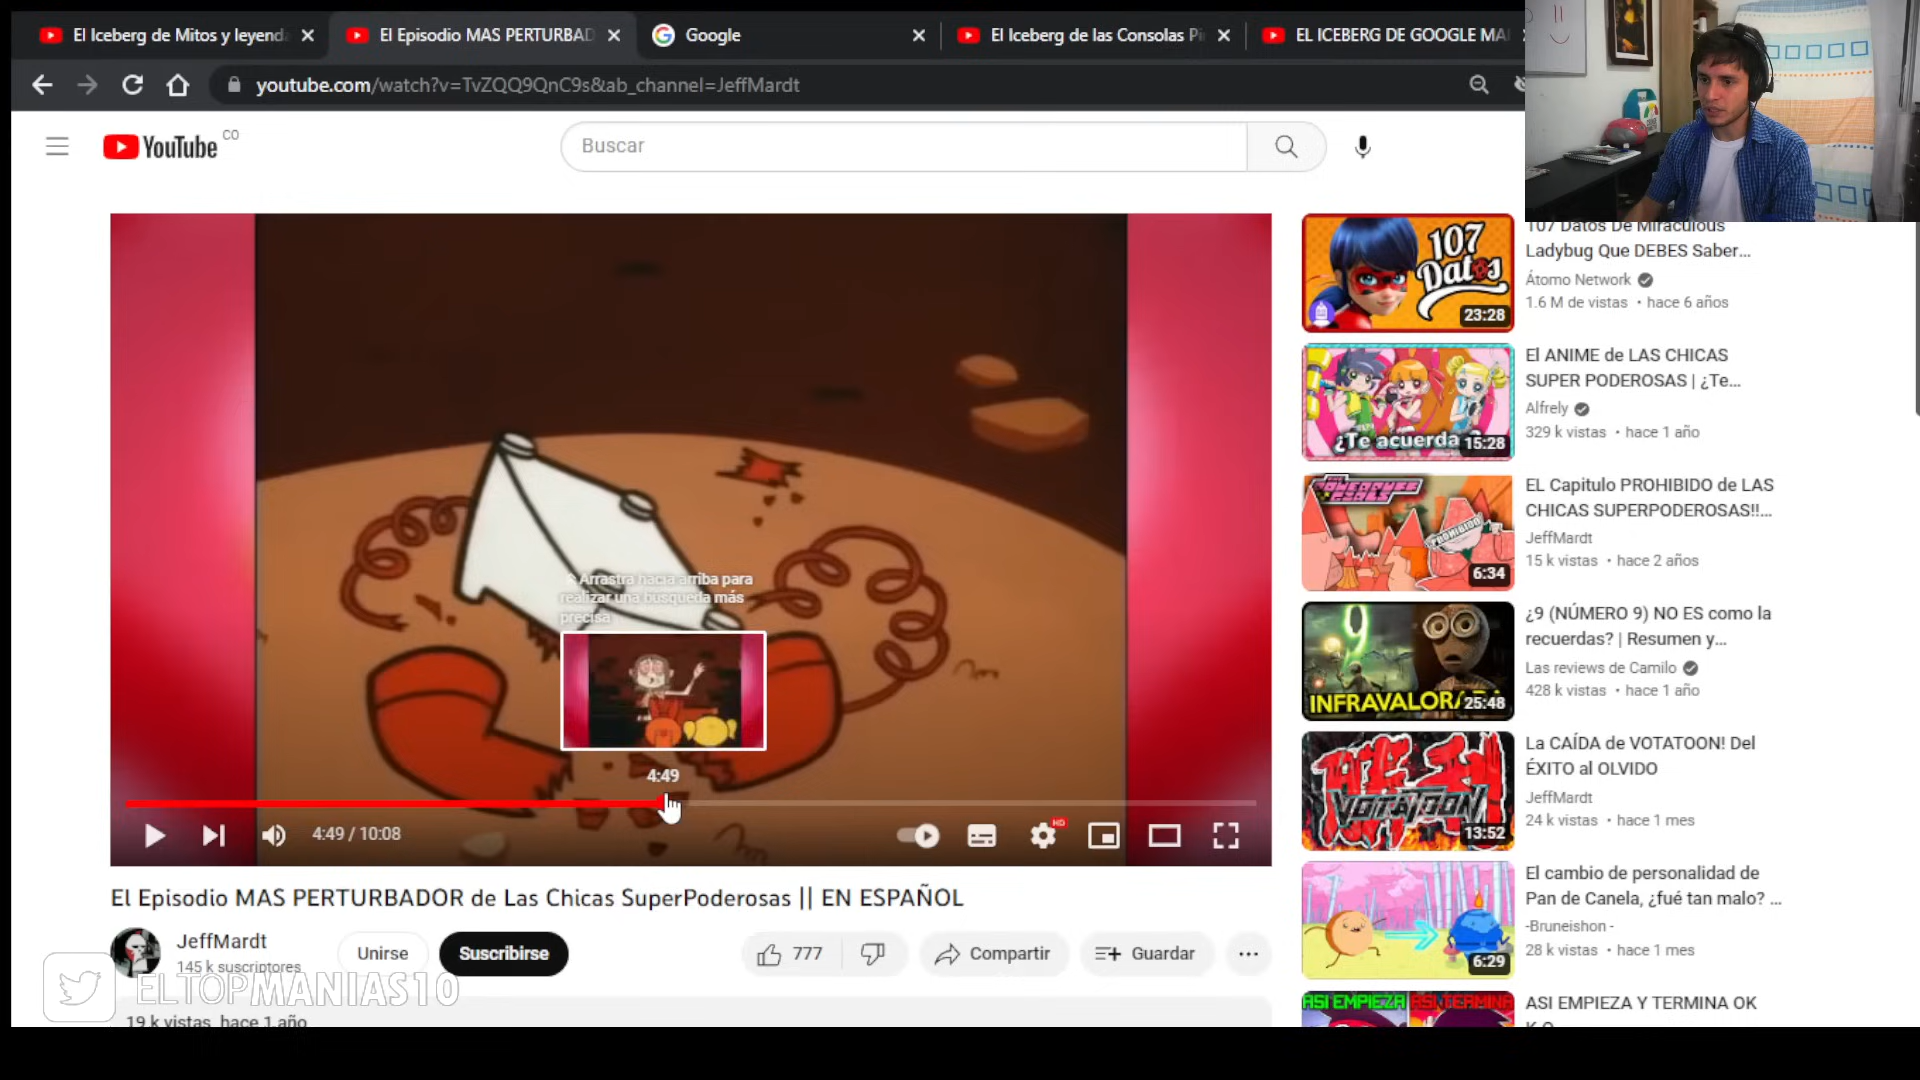 El Iceberg de Mitos y leyend
El Episodio MAS PERTURBAD
Google
El Iceberg de las Consolas Pi
EL ICEBERG DE GOOGLE MA
youtube.com/watch?v=TvZQQ9QnC9s&ab_channel=JeffMardt
YouTube CO
Buscar
Arrastra hacia arriba para
realizar una búsqueda más
precisa
4:49
4:49 / 10:08
HD
El Episodio MAS PERTURBADOR de Las Chicas SuperPoderosas || EN ESPAÑOL
JeffMardt
145 k suscriptores
Unirse
Suscribirse
777
Compartir
Guardar
ELTOPMANIAS10
19 k vistas hace 1 año
107
Datos
23:28
107 Datos De Miraculous
Ladybug Que DEBES Saber...
Átomo Network
1.6 M de vistas • hace 6 años
¿Te acuerda
15:28
El ANIME de LAS CHICAS
SUPER PODEROSAS | ¿Te...
Alfrely
329 k vistas • hace 1 año
PROHIBIDO
6:34
EL Capitulo PROHIBIDO de LAS
CHICAS SUPERPODEROSAS!!...
JeffMardt
15 k vistas • hace 2 años
9
INFRAVALORADA
25:48
¿9 (NÚMERO 9) NO ES como la
recuerdas? | Resumen y...
Las reviews de Camilo
428 k vistas • hace 1 año
VOTATOON
13:52
La CAÍDA de VOTATOON! Del
ÉXITO al OLVIDO
JeffMardt
24 k vistas • hace 1 mes
6:29
El cambio de personalidad de
Pan de Canela, ¿fué tan malo? ...
-Bruneishon -
28 k vistas • hace 1 mes
ASI EMPIEZA ASI TERMINA
ASI EMPIEZA Y TERMINA OK